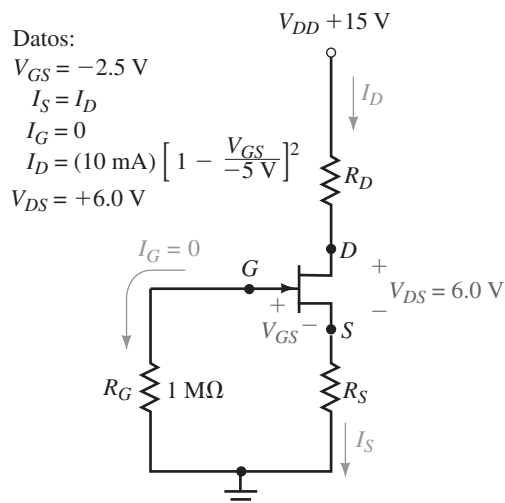 V_DD +15 V
Datos:
V_GS = −2.5 V
I_S = I_D
I_G = 0
I_D = (10 mA) [ 1 − V_GS / −5 V ]²
V_DS = +6.0 V
I_D
R_D
I_G = 0
G
D
+
V_DS = 6.0 V
−
+
V_GS −
S
R_G
1 MΩ
R_S
I_S